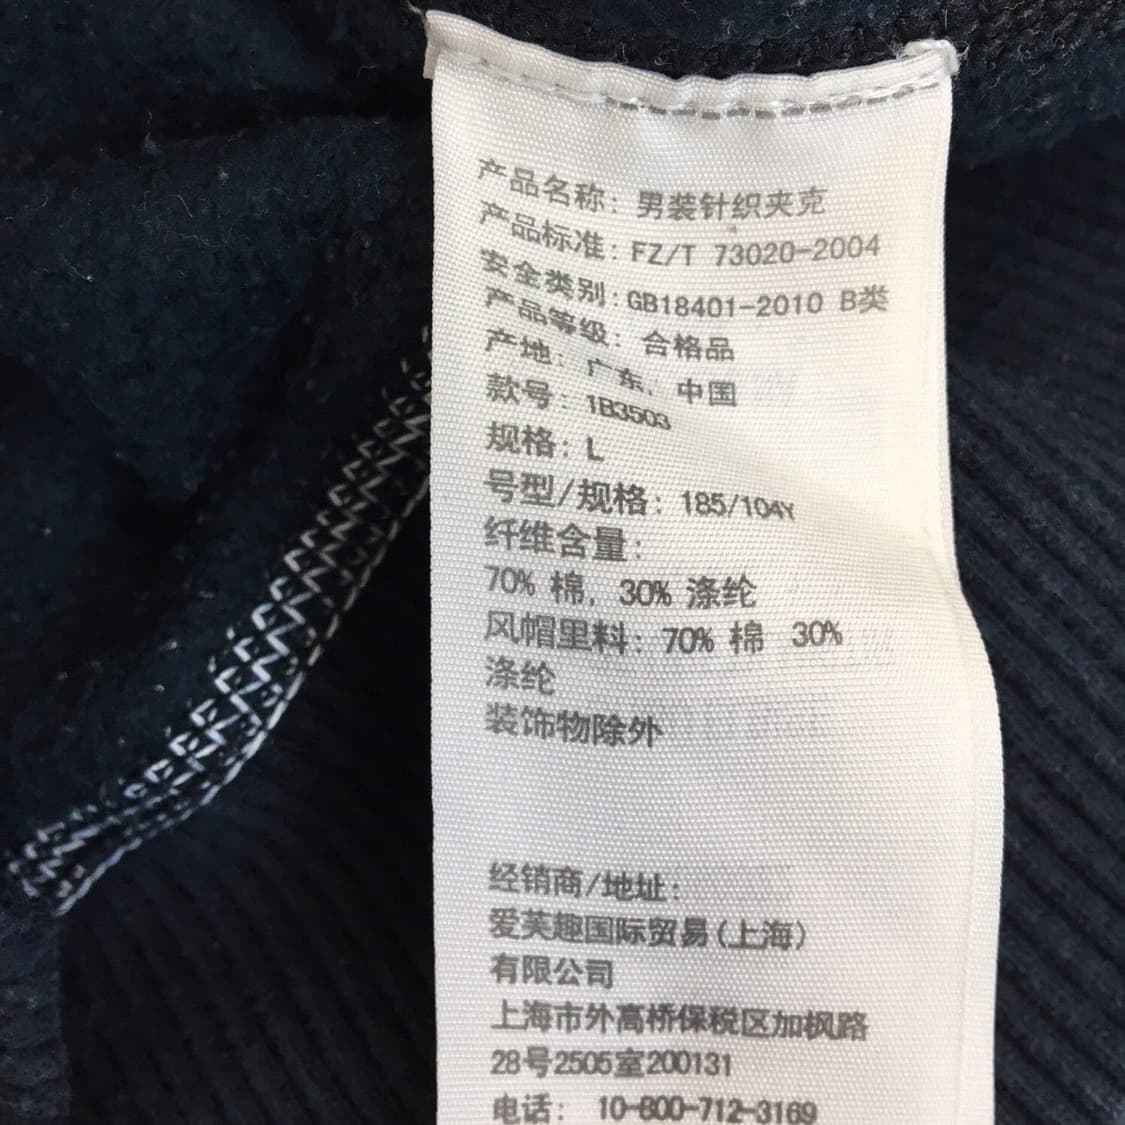 产品名称: 男装针织夹克
产品标准: FZ/T 73020-2004
安全类别: GB18401-2010 B类
产品等级: 合格品
产地: 广东, 中国
款号: 1B3503
规格: L
号型/规格: 185/104Y
纤维含量:
70% 棉, 30% 涤纶
风帽里料: 70% 棉 30%
涤纶
装饰物除外
经销商/地址:
爱芙趣国际贸易(上海)
有限公司
上海市外高桥保税区加枫路
28号2505室200131
电话: 10-800-712-3169